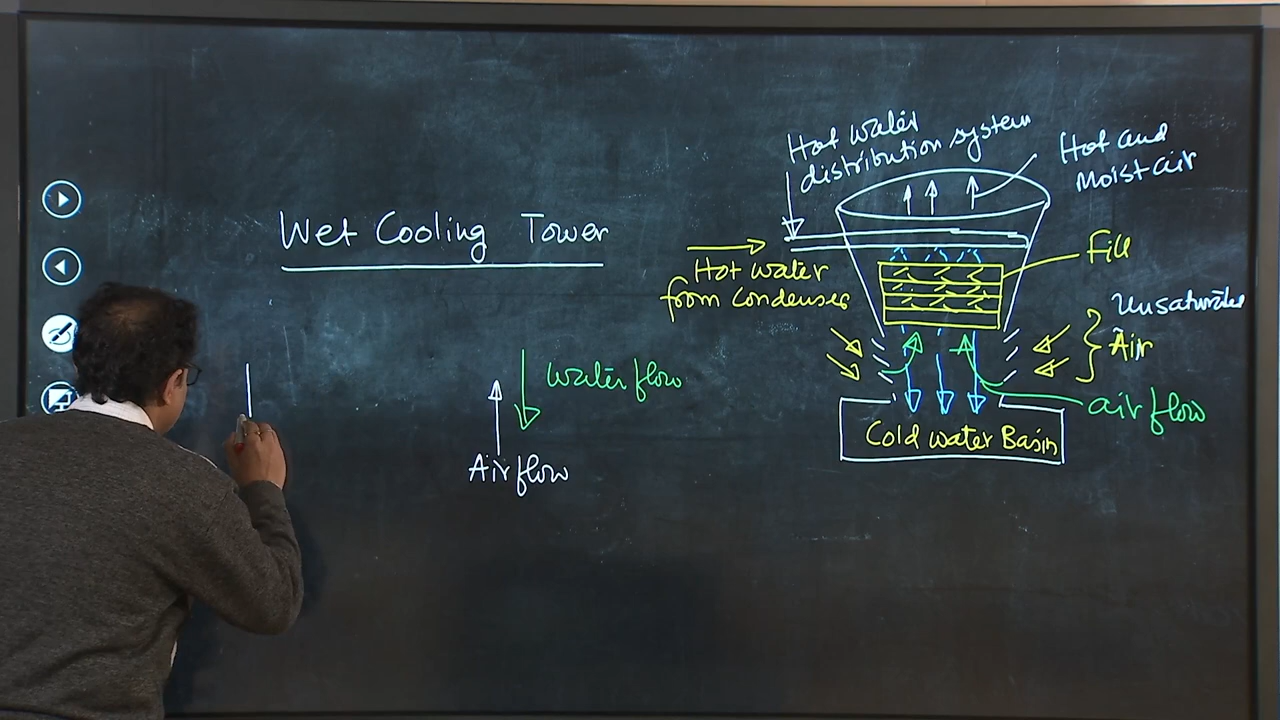 Hot water
distribution system
Hot and
Moist air
Wet Cooling Tower
Hot water
from Condenser
Fill
Unsaturated
Air
water flow
air flow
Cold water Basin
Air flow